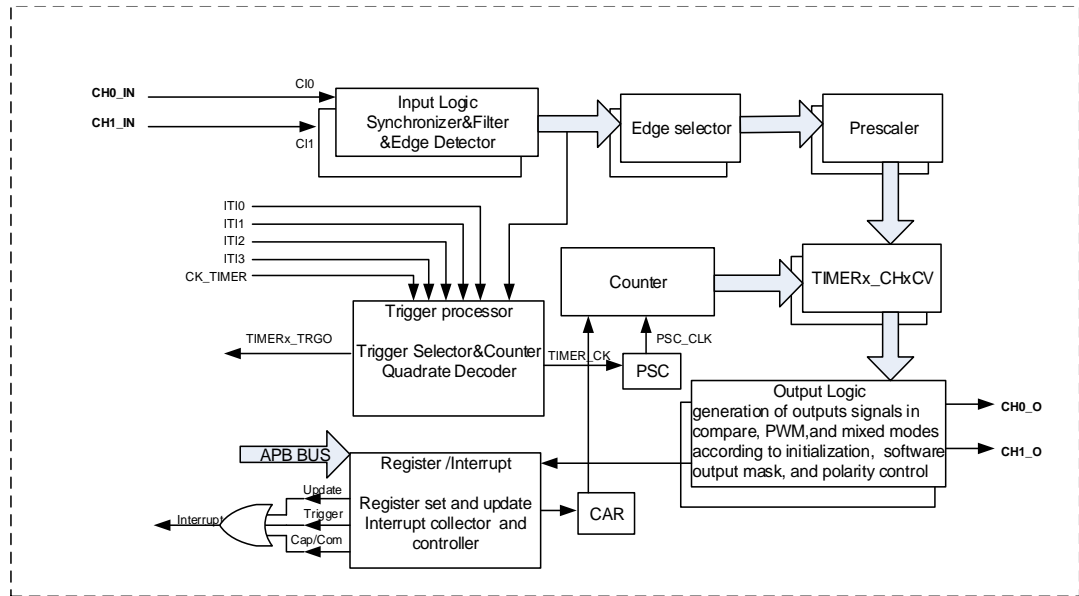 CH0_IN
CI0
CH1_IN
CI1
Input Logic
Synchronizer&Filter
&Edge Detector
Edge selector
Prescaler
ITI0
ITI1
ITI2
ITI3
CK_TIMER
Counter
TIMERx_CHxCV
Trigger processor
Trigger Selector&Counter
Quadrate Decoder
TIMERx_TRGO
TIMER_CK
PSC_CLK
PSC
Output Logic
generation of outputs signals in
compare, PWM,and mixed modes
according to initialization, software
output mask, and polarity control
CH0_O
CH1_O
APB BUS
Register /Interrupt
Register set and update
Interrupt collector and
controller
CAR
Update
Trigger
Cap/Com
Interrupt